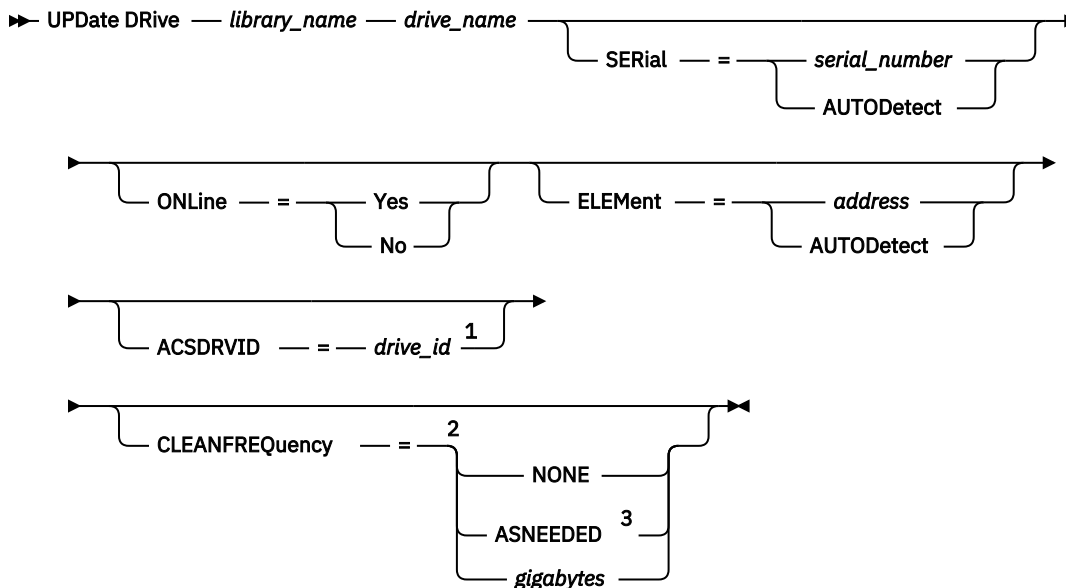 UPDate DRive library_name drive_name
SERial = serial_number
AUTODetect
ONLine = Yes
No
ELEMent = address
AUTODetect
ACSDRVID = drive_id 1
CLEANFREQuency = 2
NONE
ASNEEDED 3
gigabytes